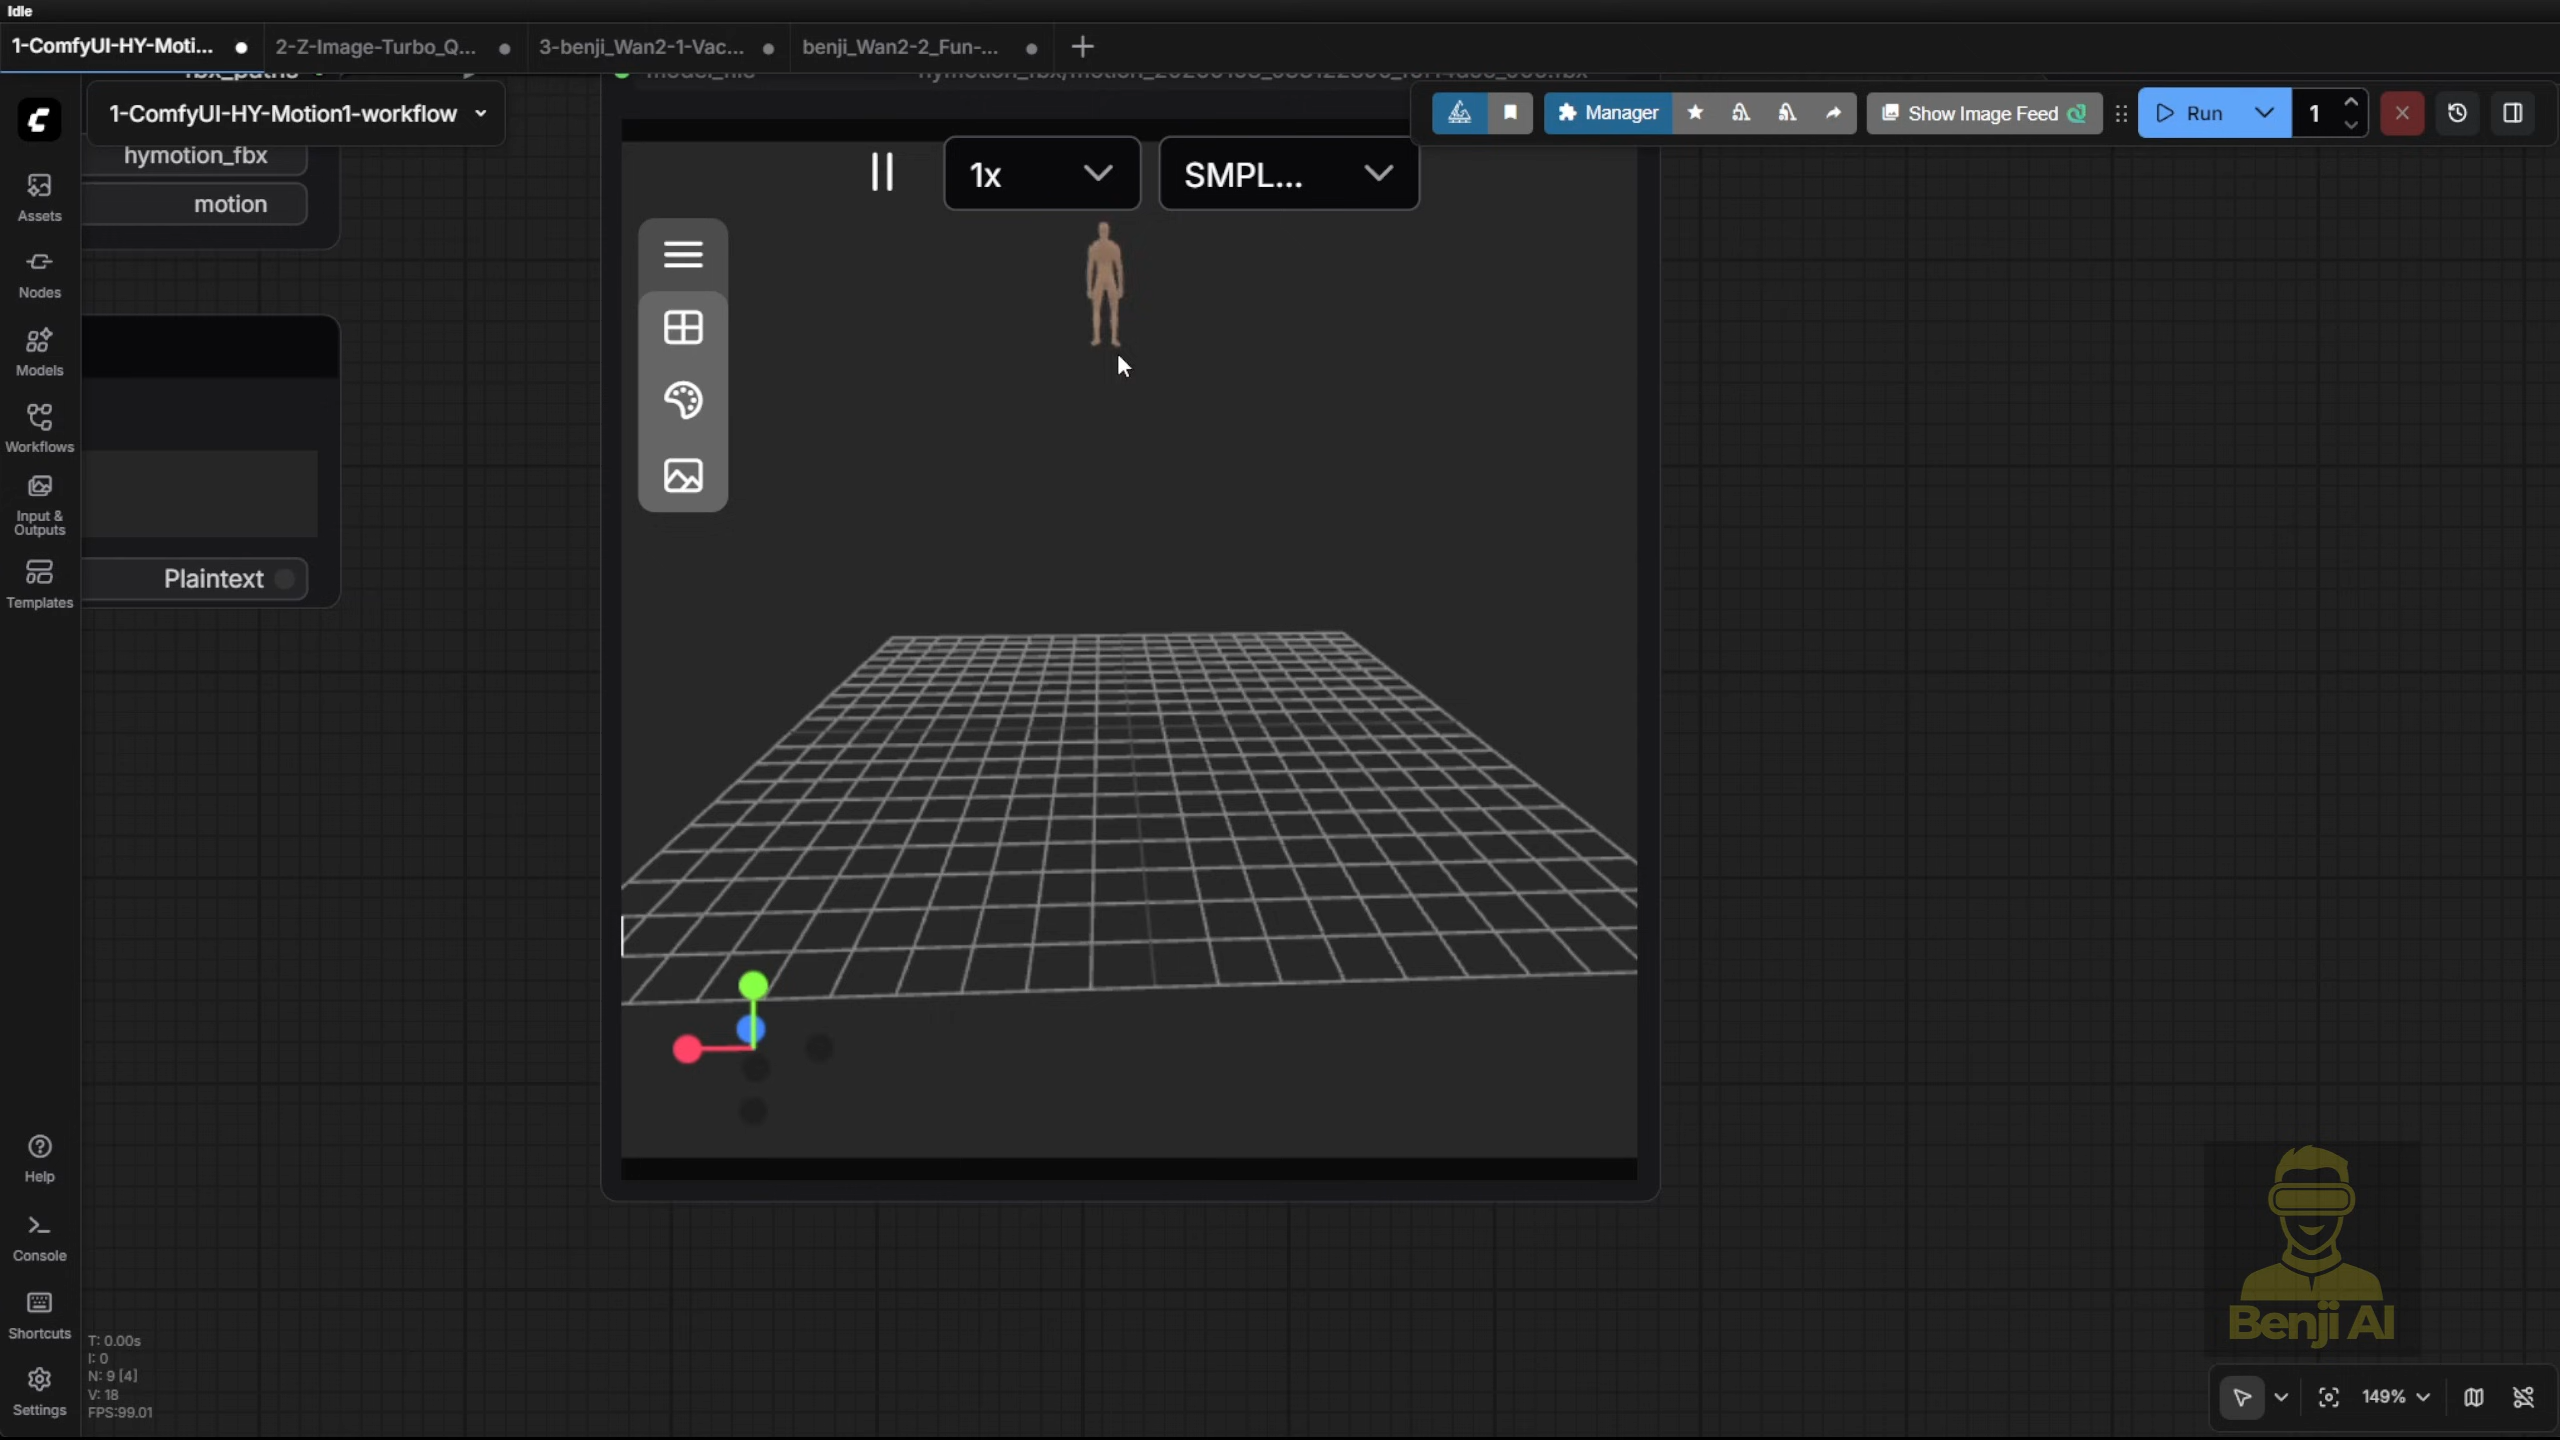 Idle
1-ComfyUI-HY-Moti...
2-Z-Image-Turbo_Q...
3-benji_Wan2-1-Vac...
benji_Wan2-2_Fun-...
fbx_paths
model_file
1-ComfyUI-HY-Motion1-workflow
Manager
Show Image Feed
Run
1
hymotion_fbx
motion
1x
SMPL...
Assets
Nodes
Models
Workflows
Input &
Outputs
Plaintext
Templates
Help
Console
Shortcuts
Settings
T: 0.00s
I: 0
N: 9 [4]
V: 18
FPS:99.01
Benji AI
149%